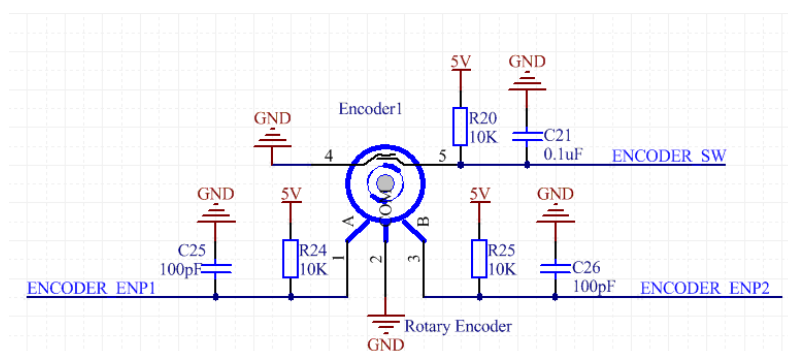 5V
GND
Encoder1
GND
R20
10K
C21
0.1uF
4
5
ENCODER_SW
GND
5V
5V
GND
A
COM
B
C25
100pF
R24
10K
1
2
3
R25
10K
C26
100pF
ENCODER_ENP1
ENCODER_ENP2
Rotary Encoder
GND